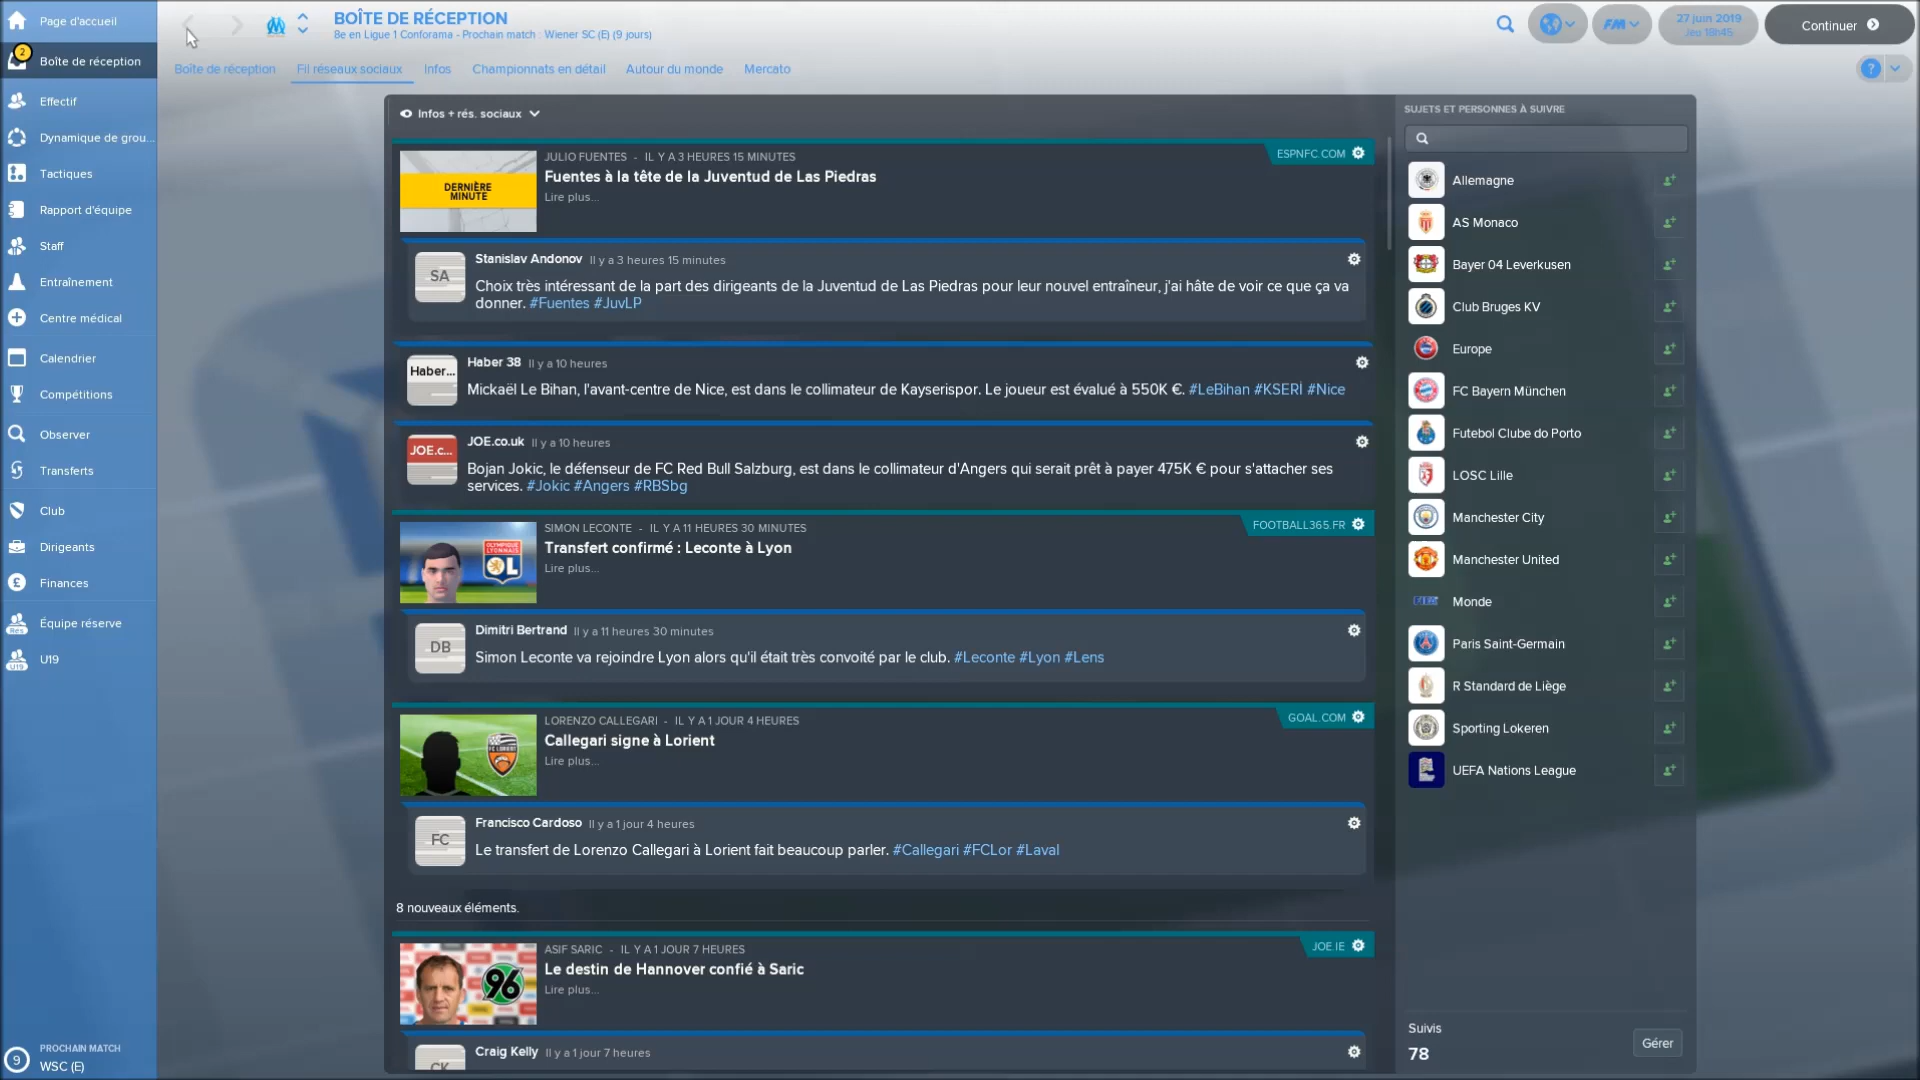 Page d'accueil
2
Boîte de réception
Effectif
Dynamique de grou...
Tactiques
Rapport d'équipe
Staff
Entraînement
Centre médical
Calendrier
Compétitions
Observer
Transferts
Club
Dirigeants
Finances
Équipe réserve
U19
9
PROCHAIN MATCH
WSC (E)
BOÎTE DE RÉCEPTION
8e en Ligue 1 Conforama - Prochain match : Wiener SC (E) (9 jours)
FM
27 juin 2019
Jeu 18h45
Continuer
Boîte de réception
Fil réseaux sociaux
Infos
Championnats en détail
Autour du monde
Mercato
?
Infos + rés. sociaux
DERNIÈRE
MINUTE
JULIO FUENTES - IL Y A 3 HEURES 15 MINUTES
ESPNFC.COM
Fuentes à la tête de la Juventud de Las Piedras
Lire plus...
SA
Stanislav Andonov Il y a 3 heures 15 minutes
Choix très intéressant de la part des dirigeants de la Juventud de Las Piedras pour leur nouvel entraîneur, j'ai hâte de voir ce que ça va
donner. #Fuentes #JuvLP
Haber...
Haber 38 Il y a 10 heures
Mickaël Le Bihan, l'avant-centre de Nice, est dans le collimateur de Kayserispor. Le joueur est évalué à 550K €. #LeBihan #KSERİ #Nice
JOE.c...
JOE.co.uk Il y a 10 heures
Bojan Jokic, le défenseur de FC Red Bull Salzburg, est dans le collimateur d'Angers qui serait prêt à payer 475K € pour s'attacher ses
services. #Jokic #Angers #RBSbg
SIMON LECONTE - IL Y A 11 HEURES 30 MINUTES
FOOTBALL365.FR
Transfert confirmé : Leconte à Lyon
Lire plus...
DB
Dimitri Bertrand Il y a 11 heures 30 minutes
Simon Leconte va rejoindre Lyon alors qu'il était très convoité par le club. #Leconte #Lyon #Lens
LORENZO CALLEGARI - IL Y A 1 JOUR 4 HEURES
GOAL.COM
Callegari signe à Lorient
Lire plus...
FC
Francisco Cardoso Il y a 1 jour 4 heures
Le transfert de Lorenzo Callegari à Lorient fait beaucoup parler. #Callegari #FCLor #Laval
8 nouveaux éléments.
ASIF SARIC - IL Y A 1 JOUR 7 HEURES
JOE.IE
96
Le destin de Hannover confié à Saric
Lire plus...
CK
Craig Kelly Il y a 1 jour 7 heures
SUJETS ET PERSONNES À SUIVRE
Allemagne
AS Monaco
Bayer 04 Leverkusen
Club Bruges KV
Europe
FC Bayern München
Futebol Clube do Porto
LOSC Lille
Manchester City
Manchester United
FIFA
Monde
Paris Saint-Germain
R Standard de Liège
Sporting Lokeren
UEFA Nations League
Suivis
78
Gérer